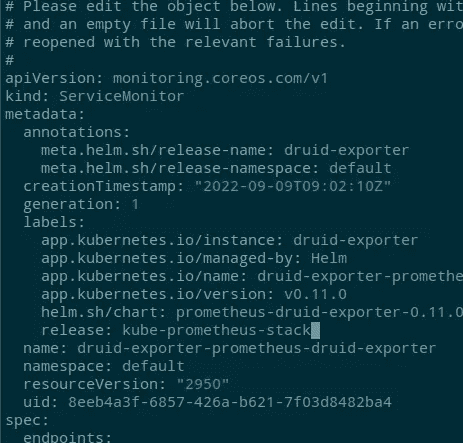 # Please edit the object below. Lines beginning wit
# and an empty file will abort the edit. If an erro
# reopened with the relevant failures.
#
apiVersion: monitoring.coreos.com/v1
kind: ServiceMonitor
metadata:
  annotations:
    meta.helm.sh/release-name: druid-exporter
    meta.helm.sh/release-namespace: default
  creationTimestamp: "2022-09-09T09:02:10Z"
  generation: 1
  labels:
    app.kubernetes.io/instance: druid-exporter
    app.kubernetes.io/managed-by: Helm
    app.kubernetes.io/name: druid-exporter-promethe
    app.kubernetes.io/version: v0.11.0
    helm.sh/chart: prometheus-druid-exporter-0.11.0
    release: kube-prometheus-stack
  name: druid-exporter-prometheus-druid-exporter
  namespace: default
  resourceVersion: "2950"
  uid: 8eeb4a3f-6857-426a-b621-7f03d8482ba4
spec:
  endpoints: